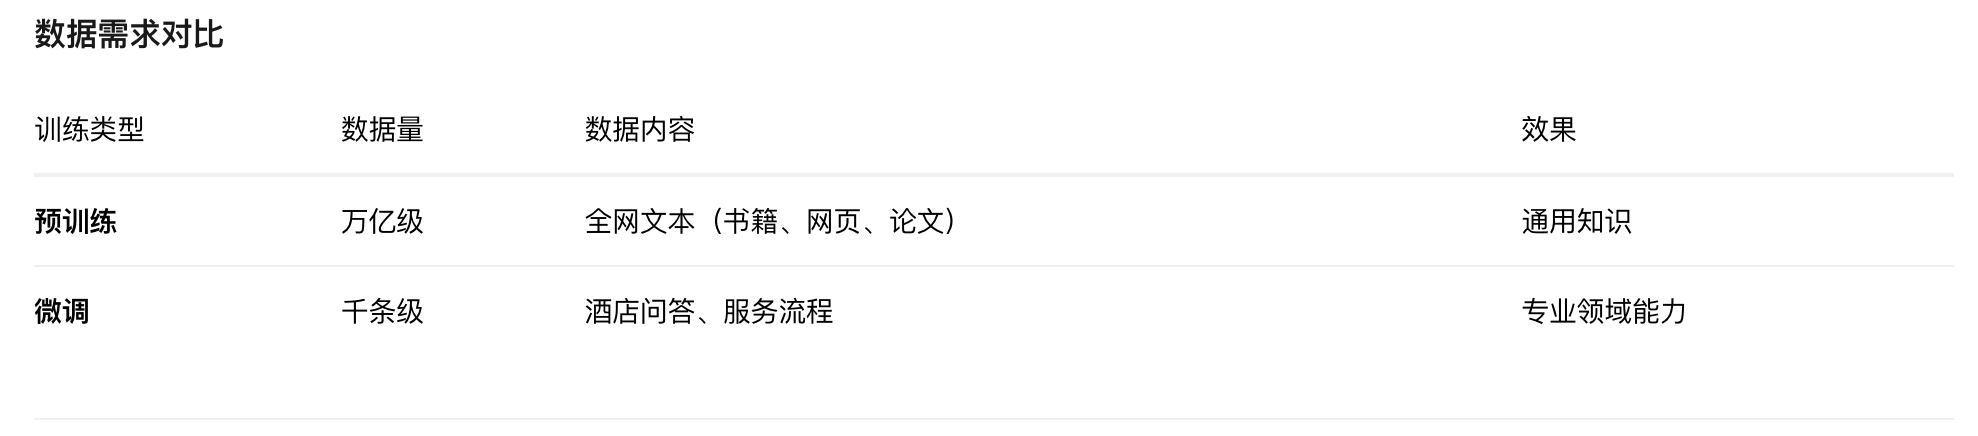 数据需求对比
训练类型 数据量 数据内容 效果
预训练 万亿级 全网文本（书籍、网页、论文） 通用知识
微调 千条级 酒店问答、服务流程 专业领域能力